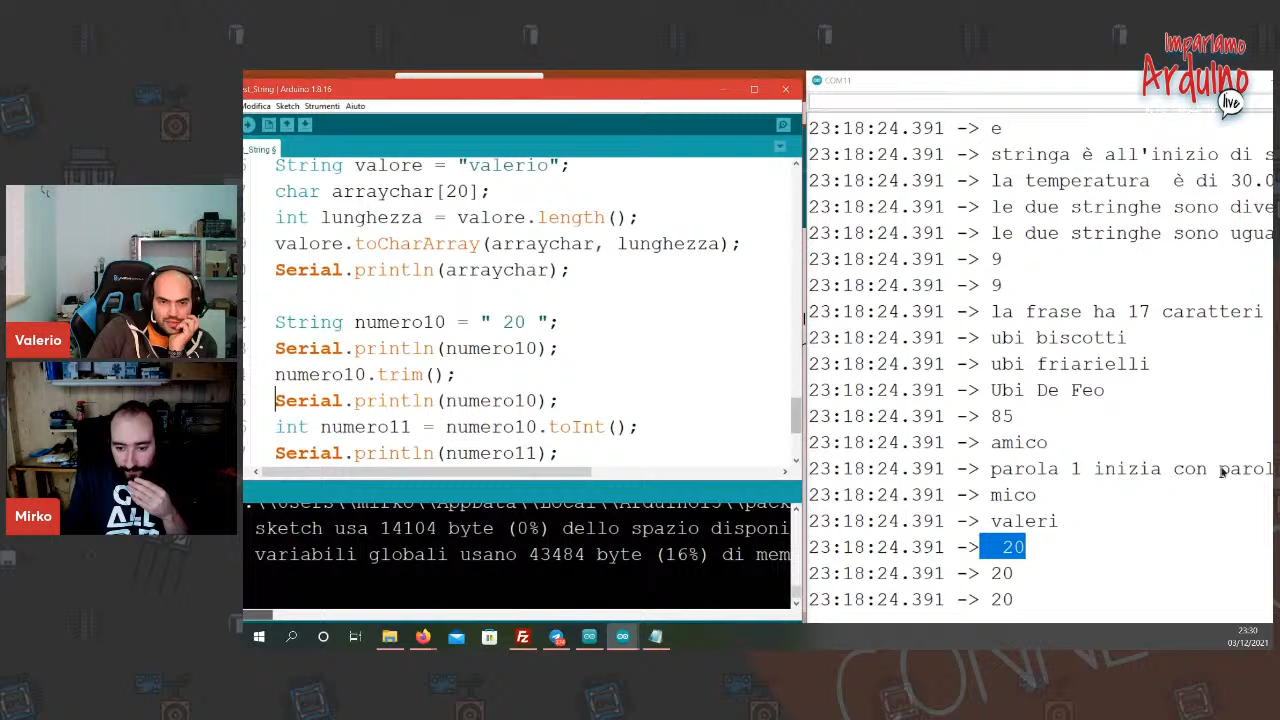 Impariamo
Arduino
live
est_String | Arduino 1.8.16
Modifica Sketch Strumenti Aiuto
_String §
String valore = "valerio";
char arraychar[20];
int lunghezza = valore.length();
valore.toCharArray(arraychar, lunghezza);
Serial.println(arraychar);
String numero10 = " 20 ";
Serial.println(numero10);
numero10.trim();
Serial.println(numero10);
int numero11 = numero10.toInt();
Serial.println(numero11);
sketch usa 14104 byte (0%) dello spazio disponi
variabili globali usano 43484 byte (16%) di mem
COM11
23:18:24.391 -> e
23:18:24.391 -> stringa è all'inizio di s
23:18:24.391 -> la temperatura  è di 30.0
23:18:24.391 -> le due stringhe sono dive
23:18:24.391 -> le due stringhe sono ugua
23:18:24.391 -> 9
23:18:24.391 -> 9
23:18:24.391 -> la frase ha 17 caratteri
23:18:24.391 -> ubi biscotti
23:18:24.391 -> ubi friarielli
23:18:24.391 -> Ubi De Feo
23:18:24.391 -> 85
23:18:24.391 -> amico
23:18:24.391 -> parola 1 inizia con parol
23:18:24.391 -> mico
23:18:24.391 -> valeri
23:18:24.391 ->  20
23:18:24.391 -> 20
23:18:24.391 -> 20
Valerio
Mirko
23:30
03/12/2021